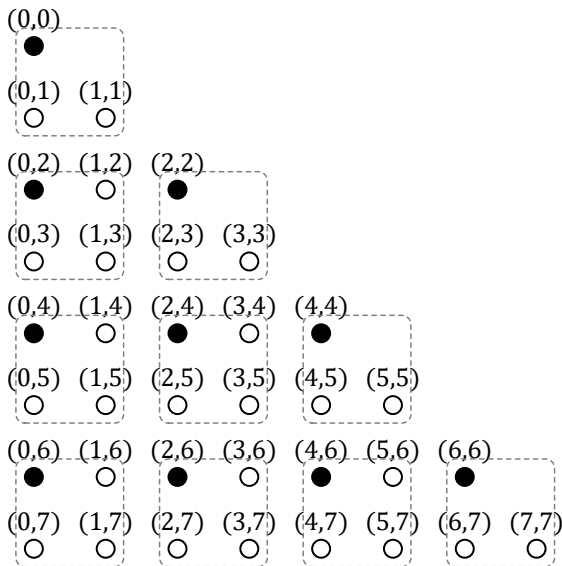 (0,0)
(0,1) (1,1)
(0,2) (1,2) (2,2)
(0,3) (1,3) (2,3) (3,3)
(0,4) (1,4) (2,4) (3,4) (4,4)
(0,5) (1,5) (2,5) (3,5) (4,5) (5,5)
(0,6) (1,6) (2,6) (3,6) (4,6) (5,6) (6,6)
(0,7) (1,7) (2,7) (3,7) (4,7) (5,7) (6,7) (7,7)